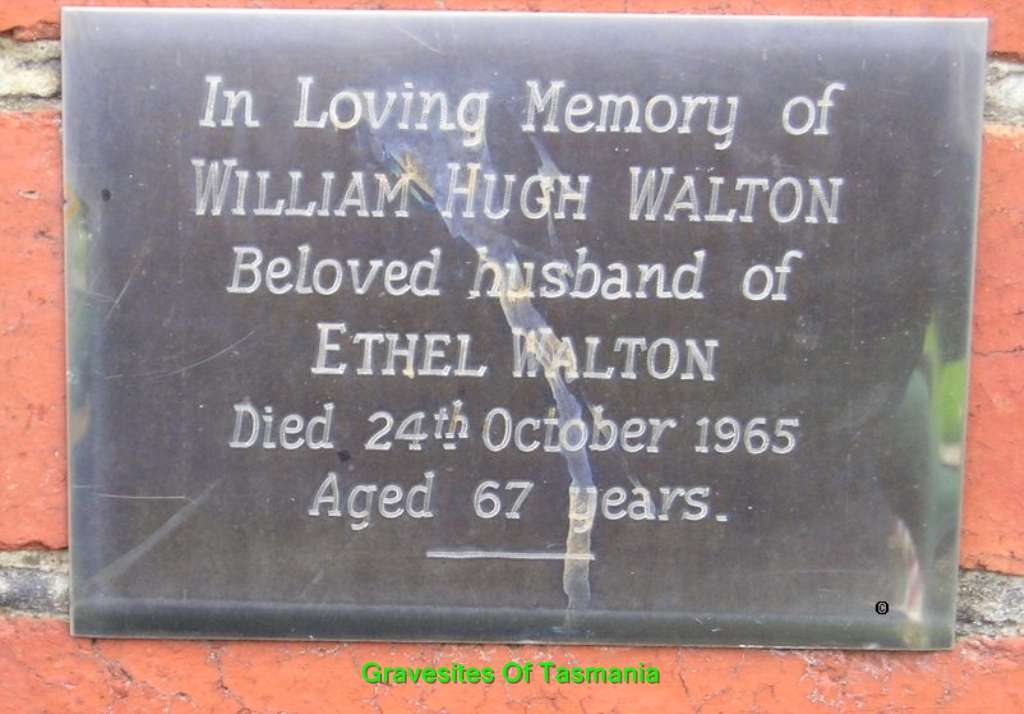 In Loving Memory of
WILLIAM HUGH WALTON
Beloved husband of
ETHEL WALTON
Died 24th October 1965
Aged 67 years.
©
Gravesites Of Tasmania